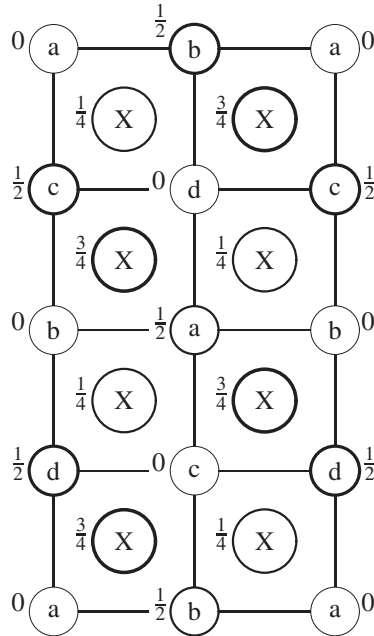 0 a 1/2 b a 0
1/4 X 3/4 X
1/2 c 0 d c 1/2
3/4 X 1/4 X
0 b 1/2 a b 0
1/4 X 3/4 X
1/2 d 0 c d 1/2
3/4 X 1/4 X
0 a 1/2 b a 0